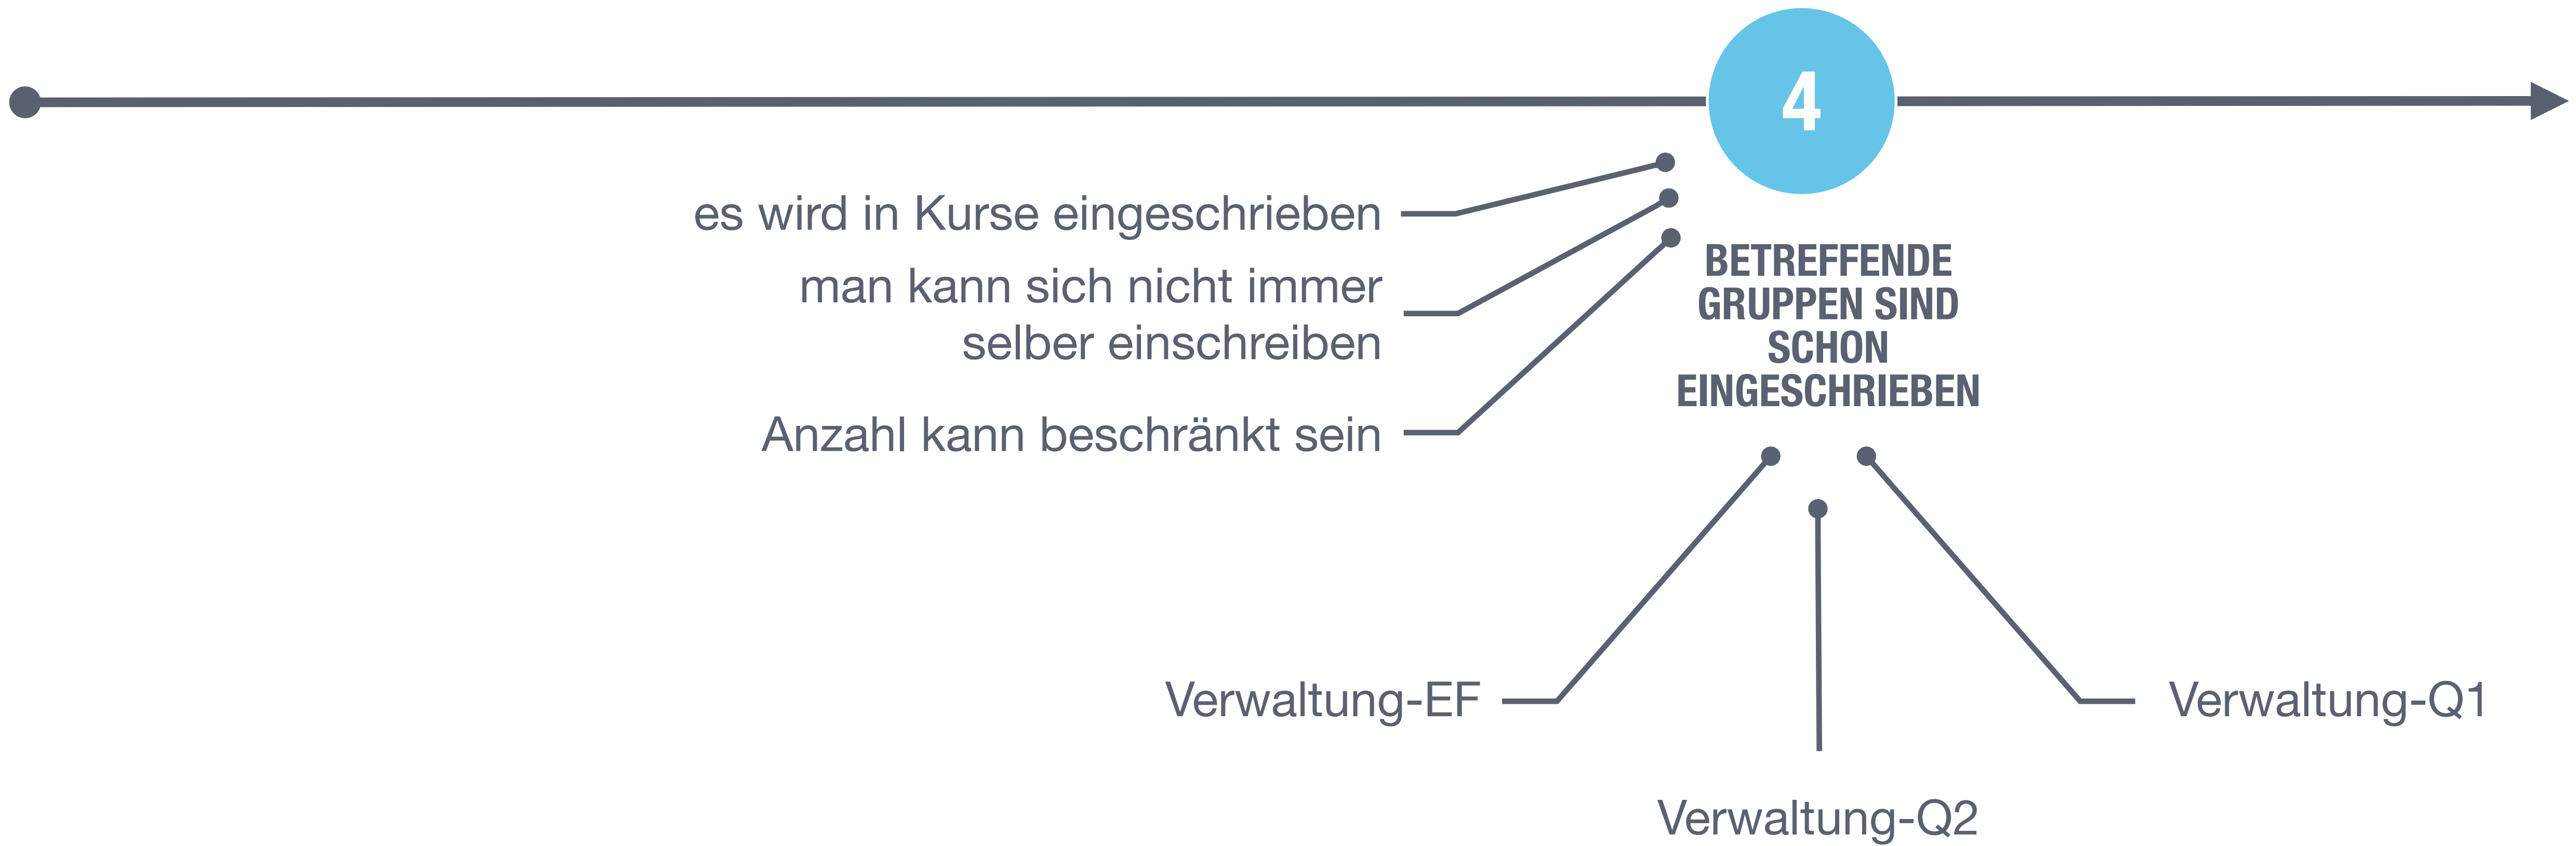 4
es wird in Kurse eingeschrieben
man kann sich nicht immer
selber einschreiben
Anzahl kann beschränkt sein
BETREFFENDE
GRUPPEN SIND
SCHON
EINGESCHRIEBEN
Verwaltung-EF
Verwaltung-Q2
Verwaltung-Q1